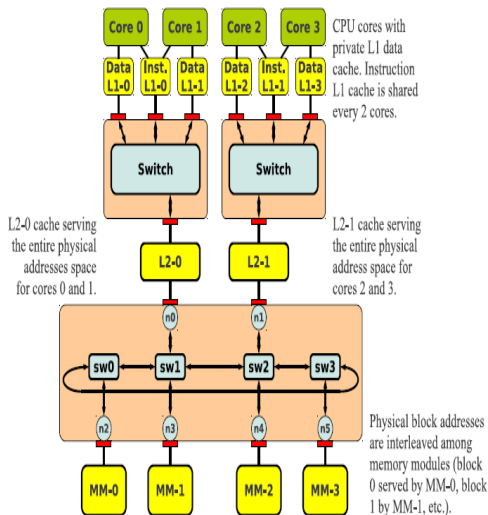 Core 0 Core 1 Core 2 Core 3
CPU cores with
private L1 data
cache. Instruction
L1 cache is shared
every 2 cores.
Data L1-0
Inst. L1-0
Data L1-1
Data L1-2
Inst. L1-1
Data L1-3
Switch Switch
L2-0 cache serving
the entire physical
addresses space
for cores 0 and 1.
L2-0 L2-1
L2-1 cache serving
the entire physical
address space for
cores 2 and 3.
n0 n1
sw0 sw1 sw2 sw3
n2 n3 n4 n5
MM-0 MM-1 MM-2 MM-3
Physical block addresses
are interleaved among
memory modules (block
0 served by MM-0, block
1 by MM-1, etc.).